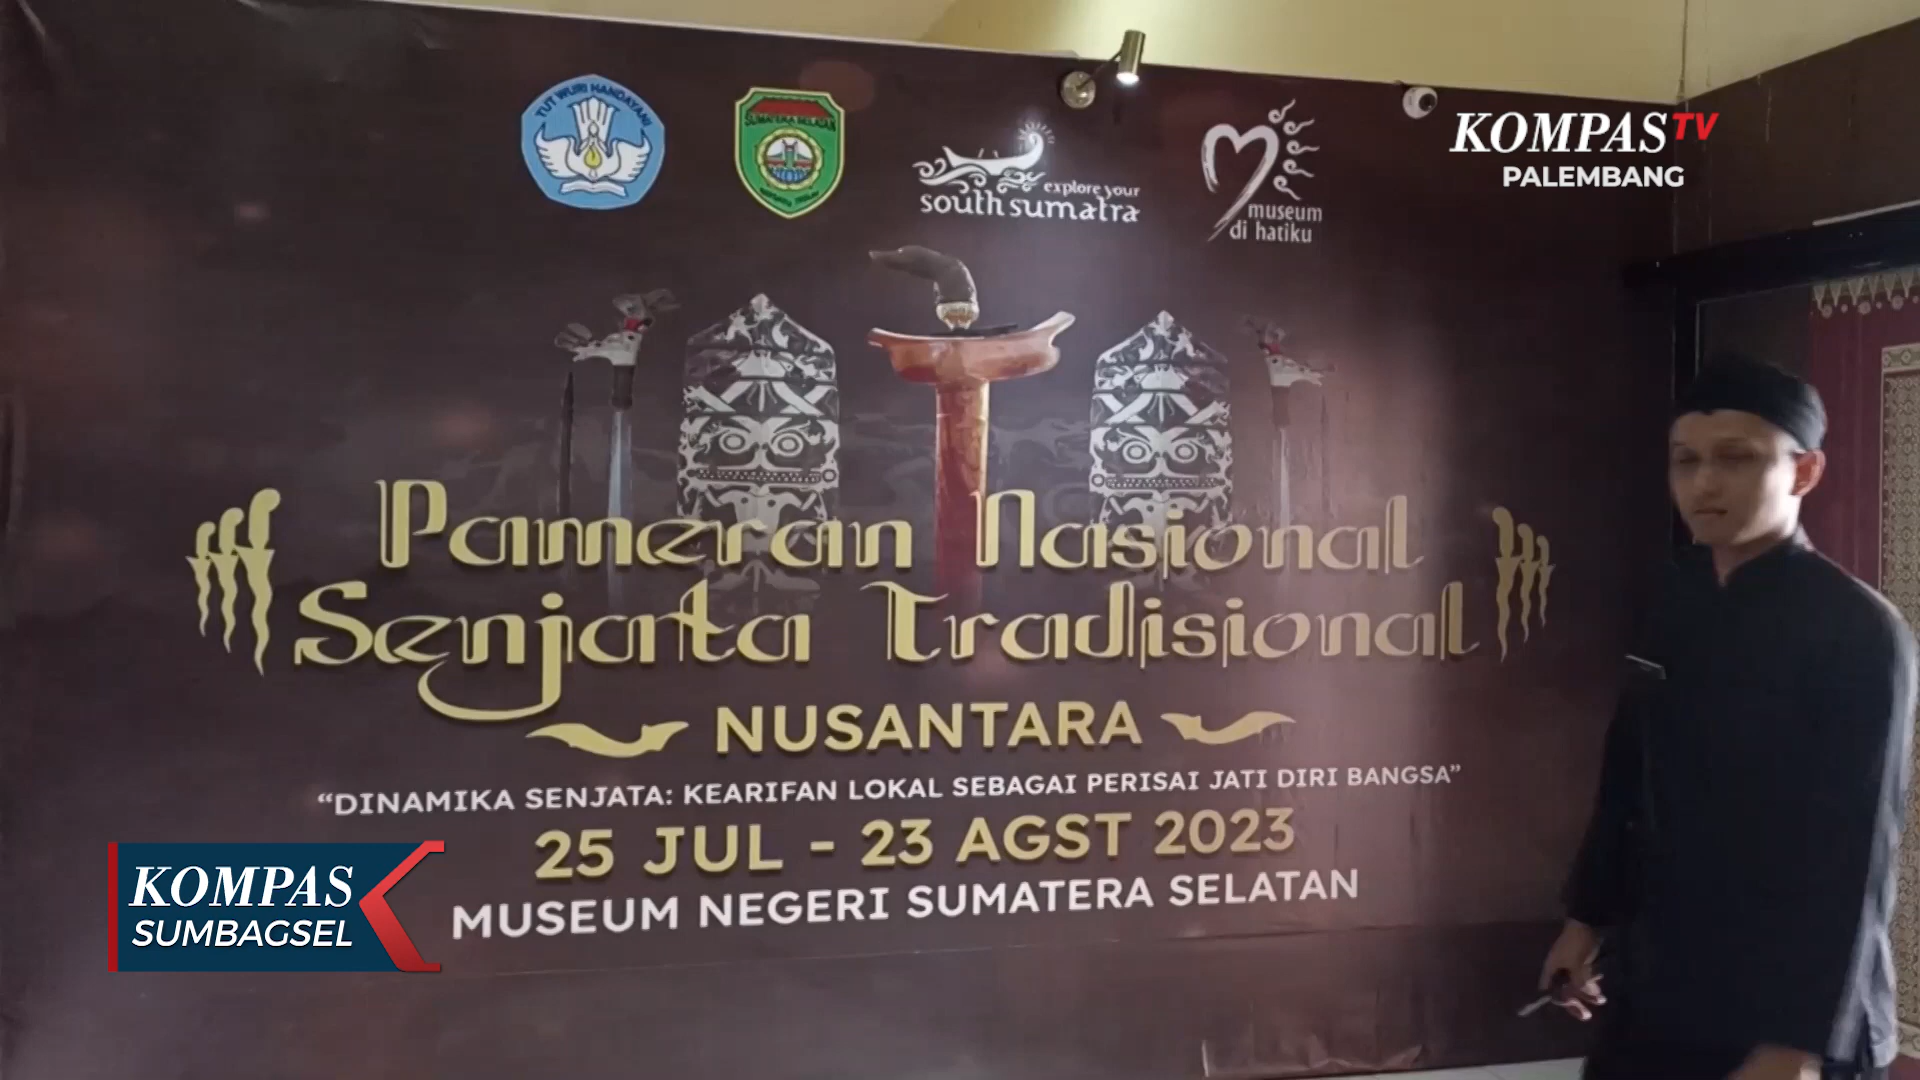 TUT WURI HANDAYANI
SUMATERA SELATAN
explore your
south sumatra
museum
di hatiku
KOMPAS TV
PALEMBANG
Pameran Nasional
Senjata Tradisional
NUSANTARA
“DINAMIKA SENJATA: KEARIFAN LOKAL SEBAGAI PERISAI JATI DIRI BANGSA”
25 JUL - 23 AGST 2023
MUSEUM NEGERI SUMATERA SELATAN
KOMPAS
SUMBAGSEL